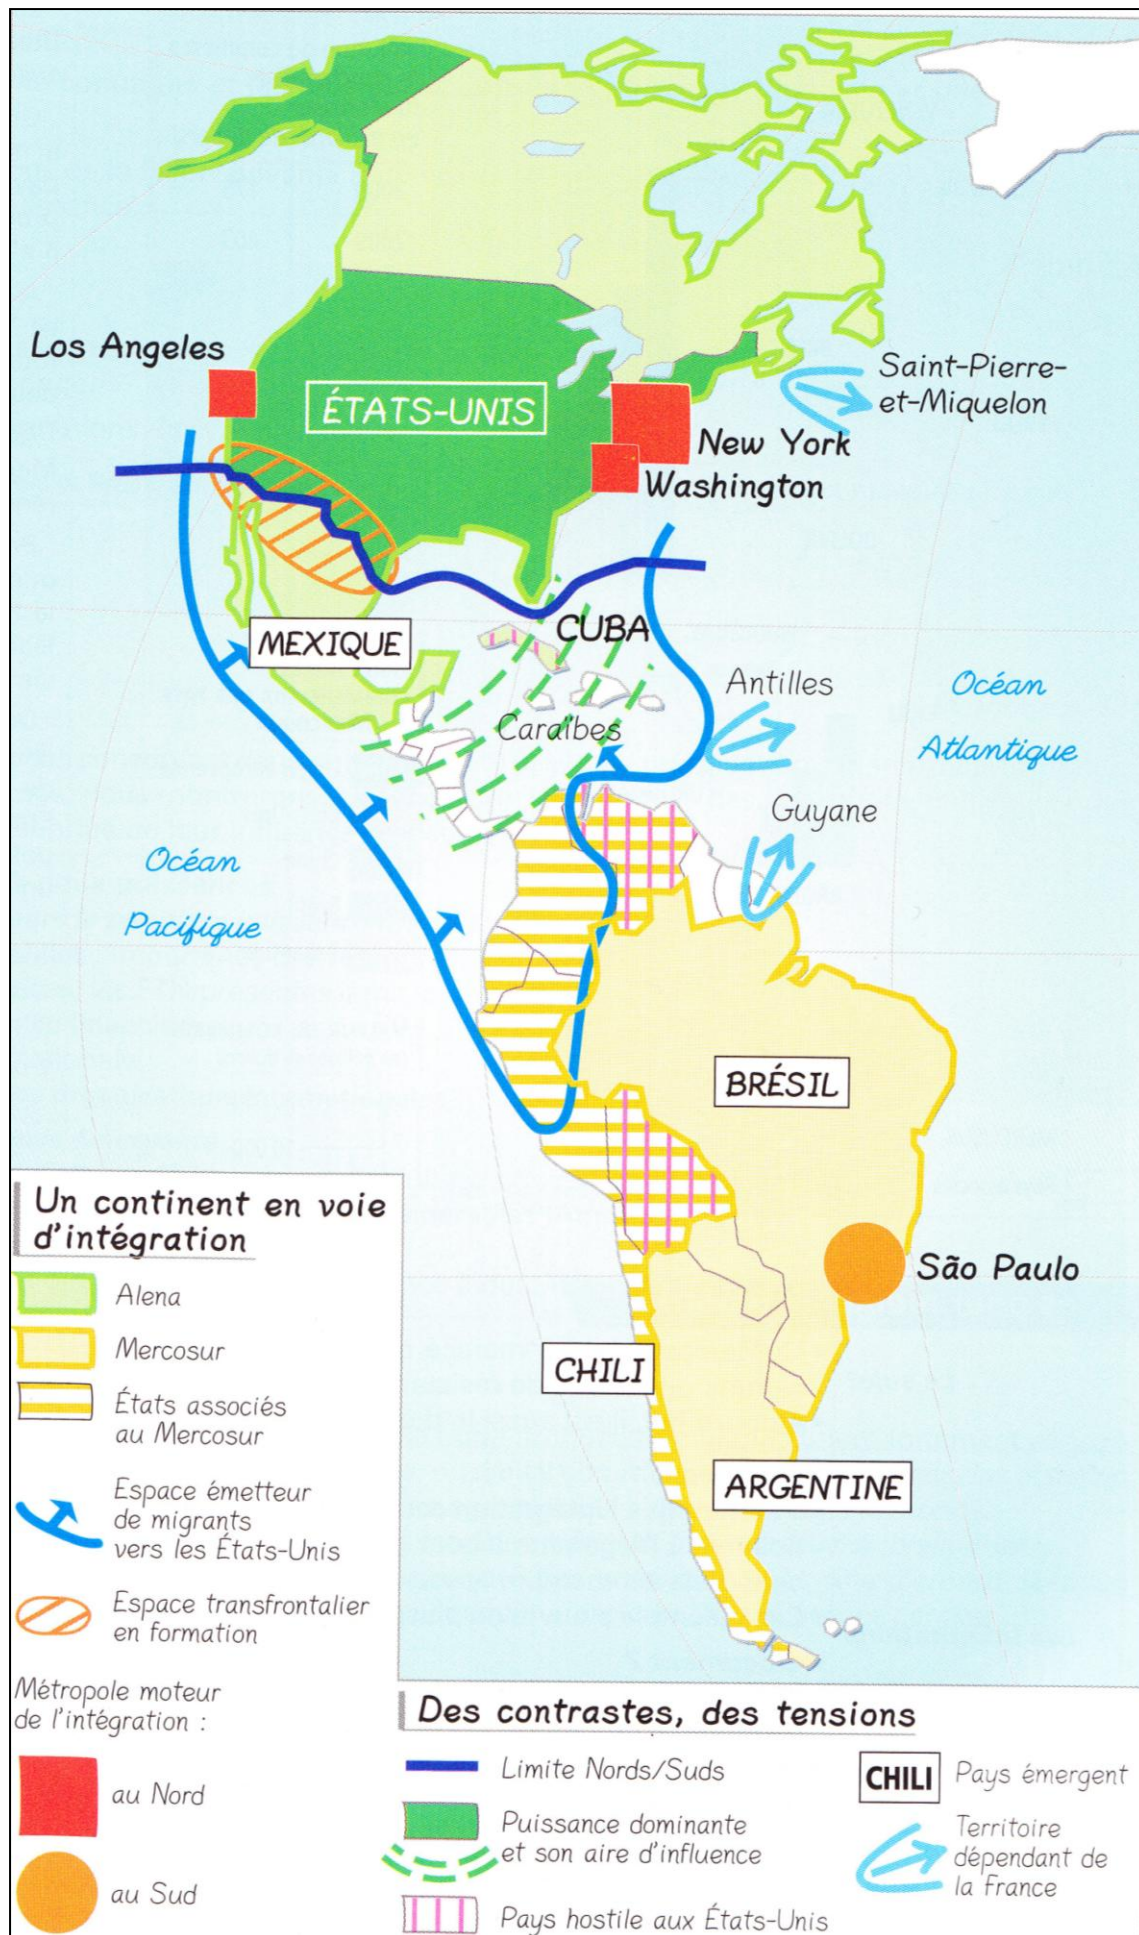 Los Angeles
ÉTATS-UNIS
Saint-Pierre-
et-Miquelon
New York
Washington
MEXIQUE
CUBA
Antilles
Océan
Atlantique
Caraïbes
Guyane
Océan
Pacifique
BRÉSIL
São Paulo
CHILI
ARGENTINE
Un continent en voie
d'intégration
Alena
Mercosur
États associés
au Mercosur
Espace émetteur
de migrants
vers les États-Unis
Espace transfrontalier
en formation
Métropole moteur
de l'intégration :
au Nord
au Sud
Des contrastes, des tensions
Limite Nords/Suds
Puissance dominante
et son aire d'influence
Pays hostile aux États-Unis
CHILI
Pays émergent
Territoire
dépendant de
la France